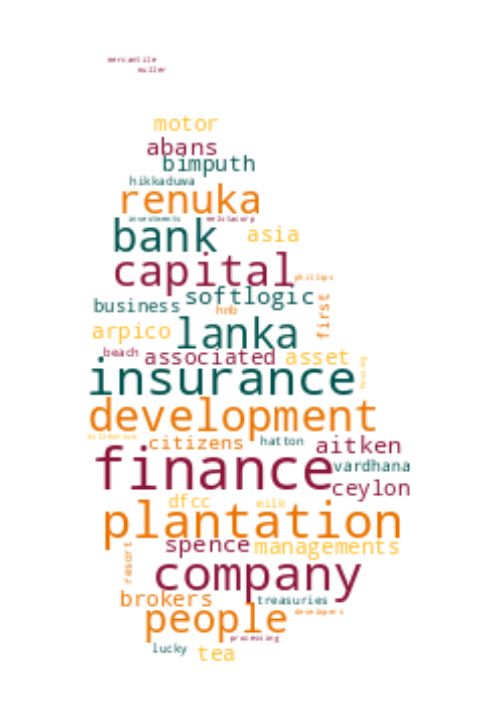 mercantile
muller
motor
abans
bimputh
hikkaduwa
renuka
investments
bank
asia
capital
phillips
softlogic
business
hnb
first
arpico
lanka
beach
associated
asset
insurance
development
citizens
hatton
aitken
finance
vardhana
ceylon
dfcc
milk
plantation
spence
managements
resort
company
brokers
treasuries
people
developers
processing
lucky
tea